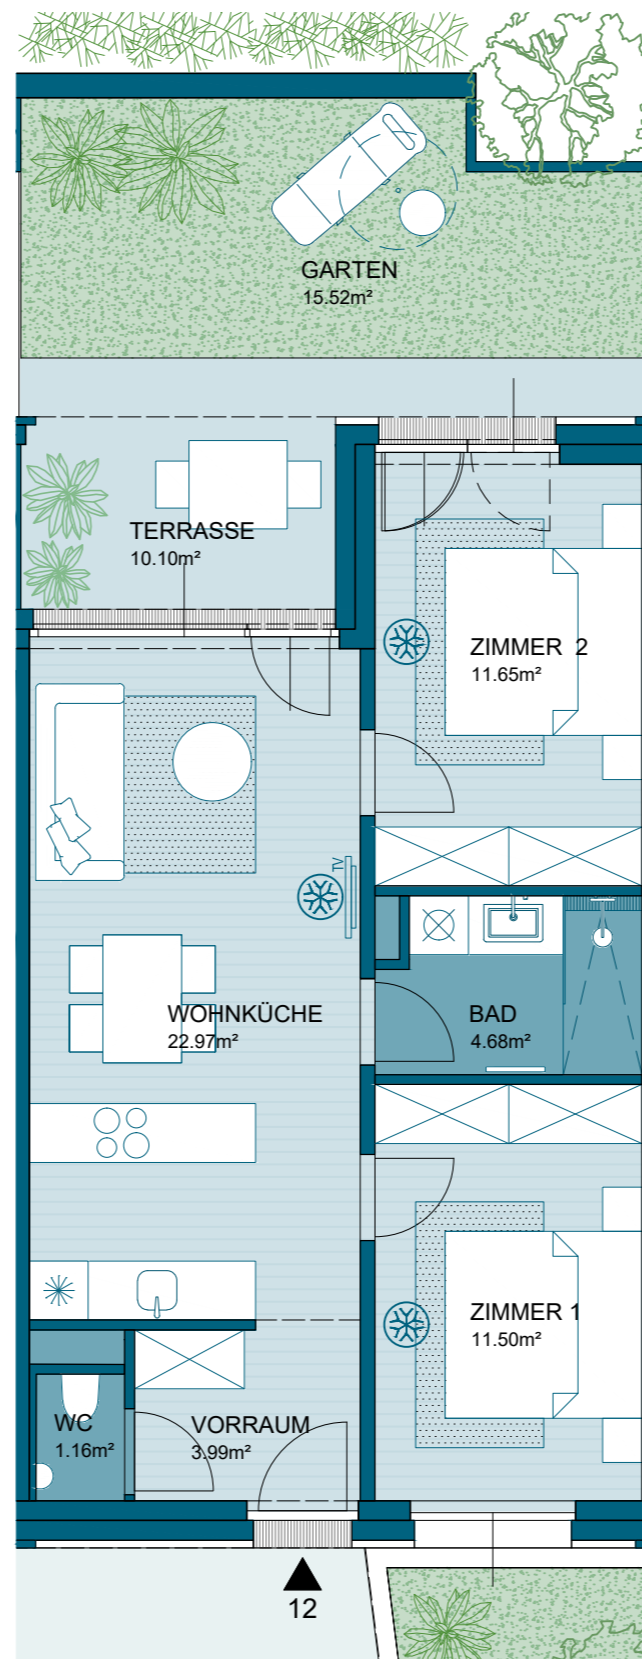 GARTEN
15.52m²
TERRASSE
10.10m²
ZIMMER 2
11.65m²
TV
WOHNKÜCHE
22.97m²
BAD
4.68m²
ZIMMER 1
11.50m²
WC
1.16m²
VORRAUM
3.99m²
12